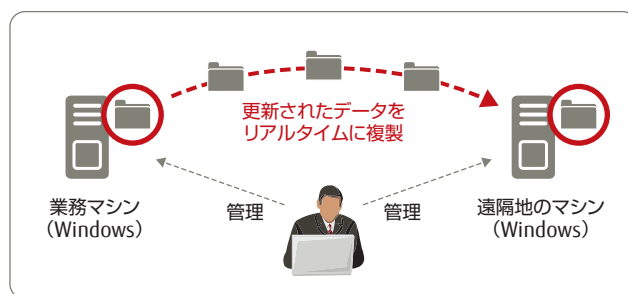 更新されたデータを
リアルタイムに複製
業務マシン
（Windows）
管理
管理
遠隔地のマシン
（Windows）